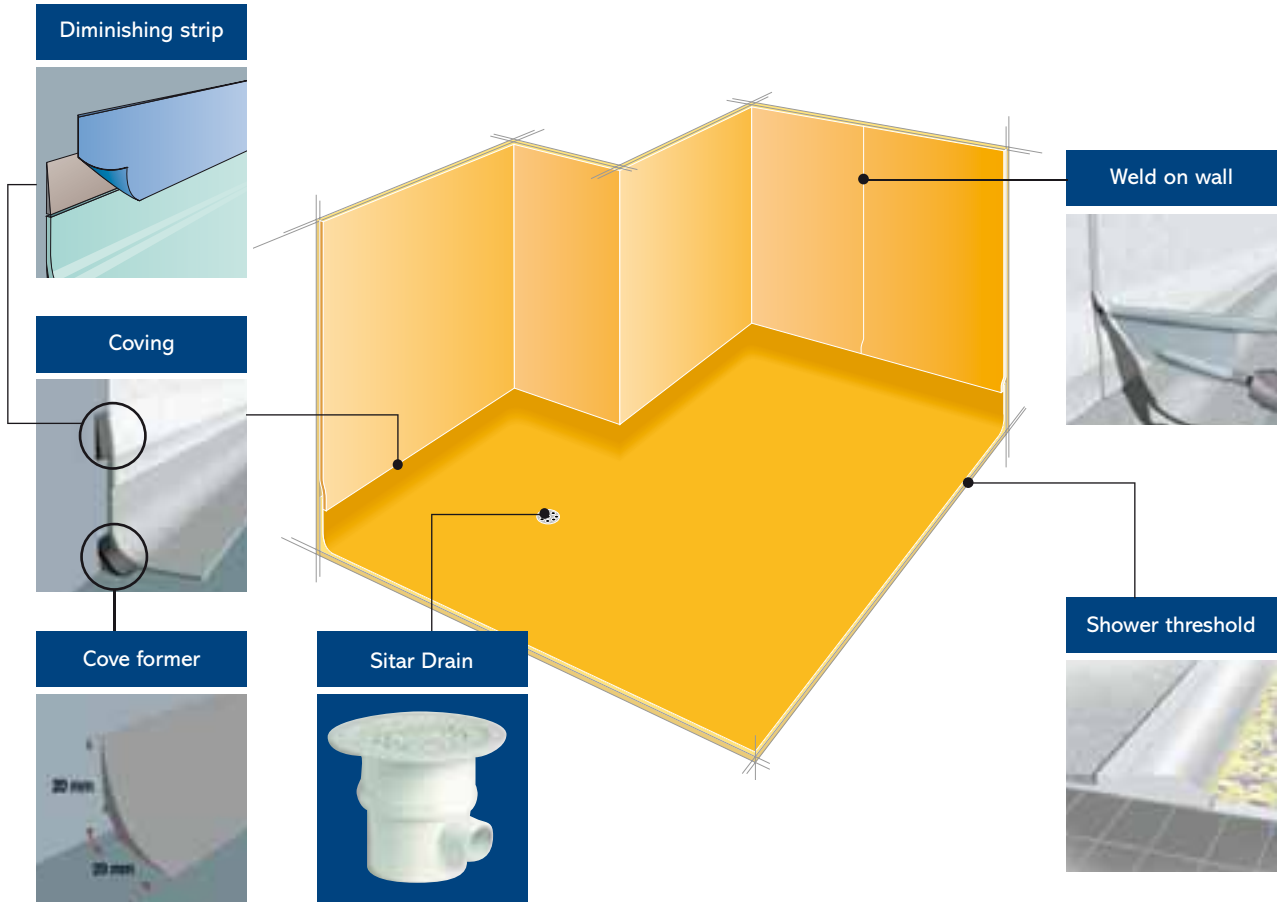 Diminishing strip
Weld on wall
Coving
Shower threshold
Cove former
Sitar Drain
20 mm
20 mm